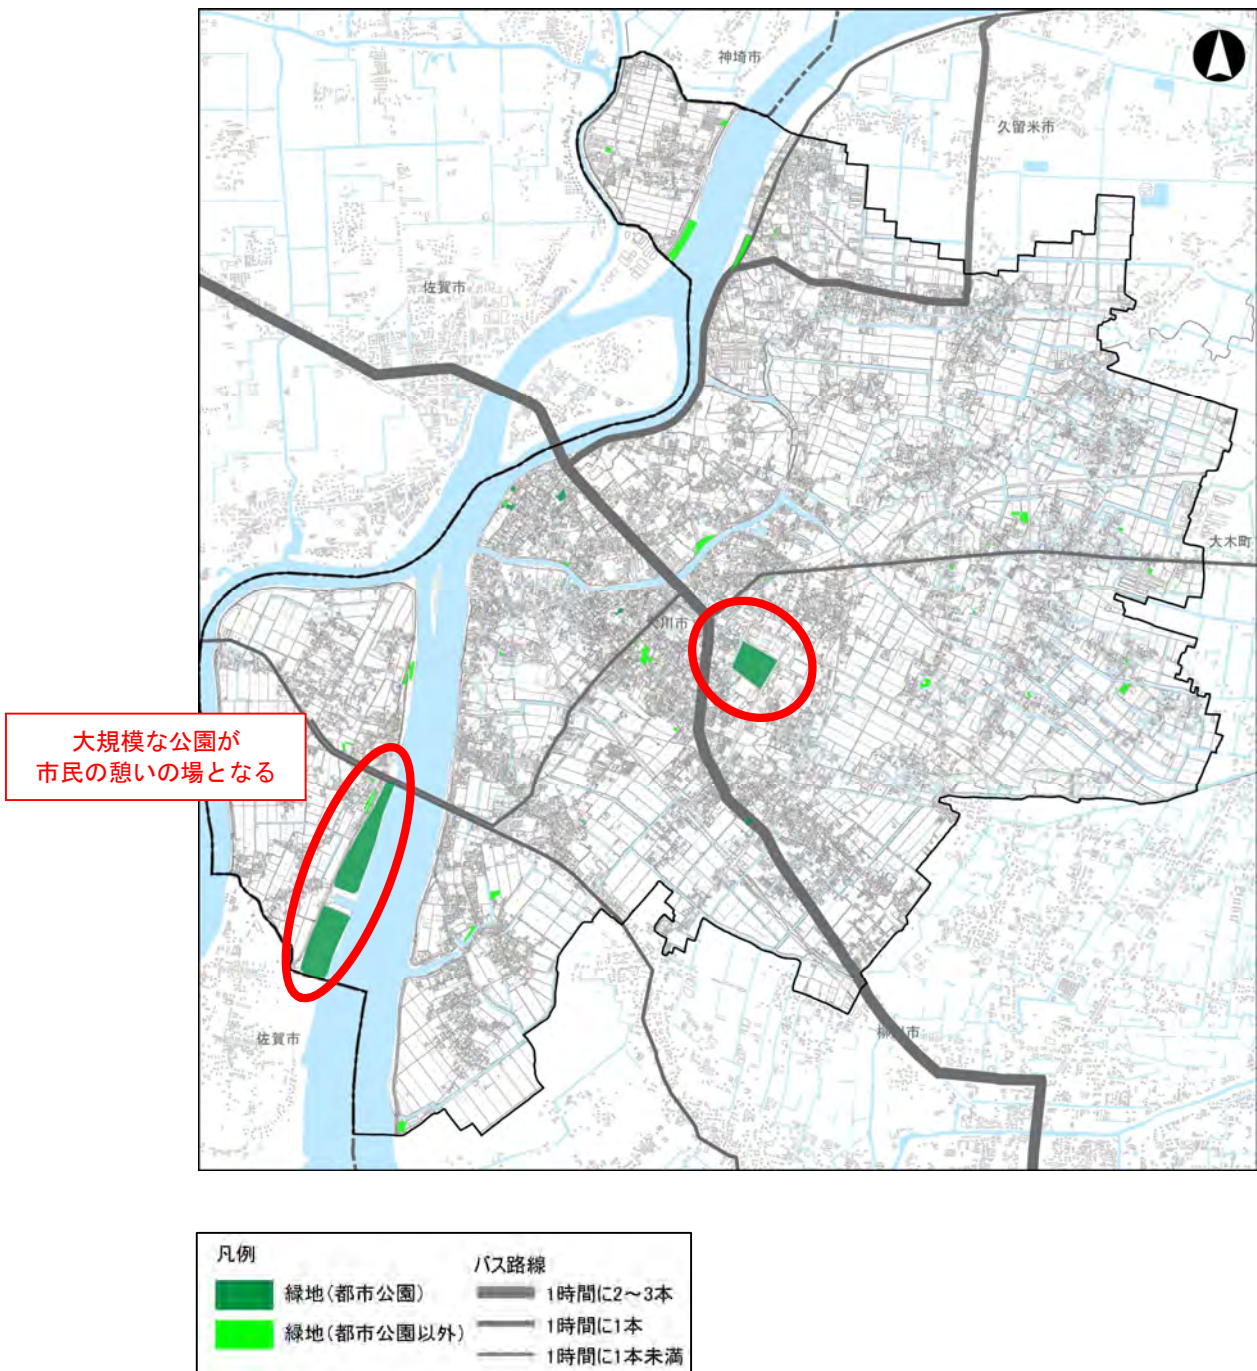 神埼市
久留米市
佐賀市
大木町
川市
大規模な公園が
市民の憩いの場となる
佐賀市
柳川市
凡例
緑地(都市公園)
緑地(都市公園以外)
バス路線
1時間に2~3本
1時間に1本
1時間に1本未満